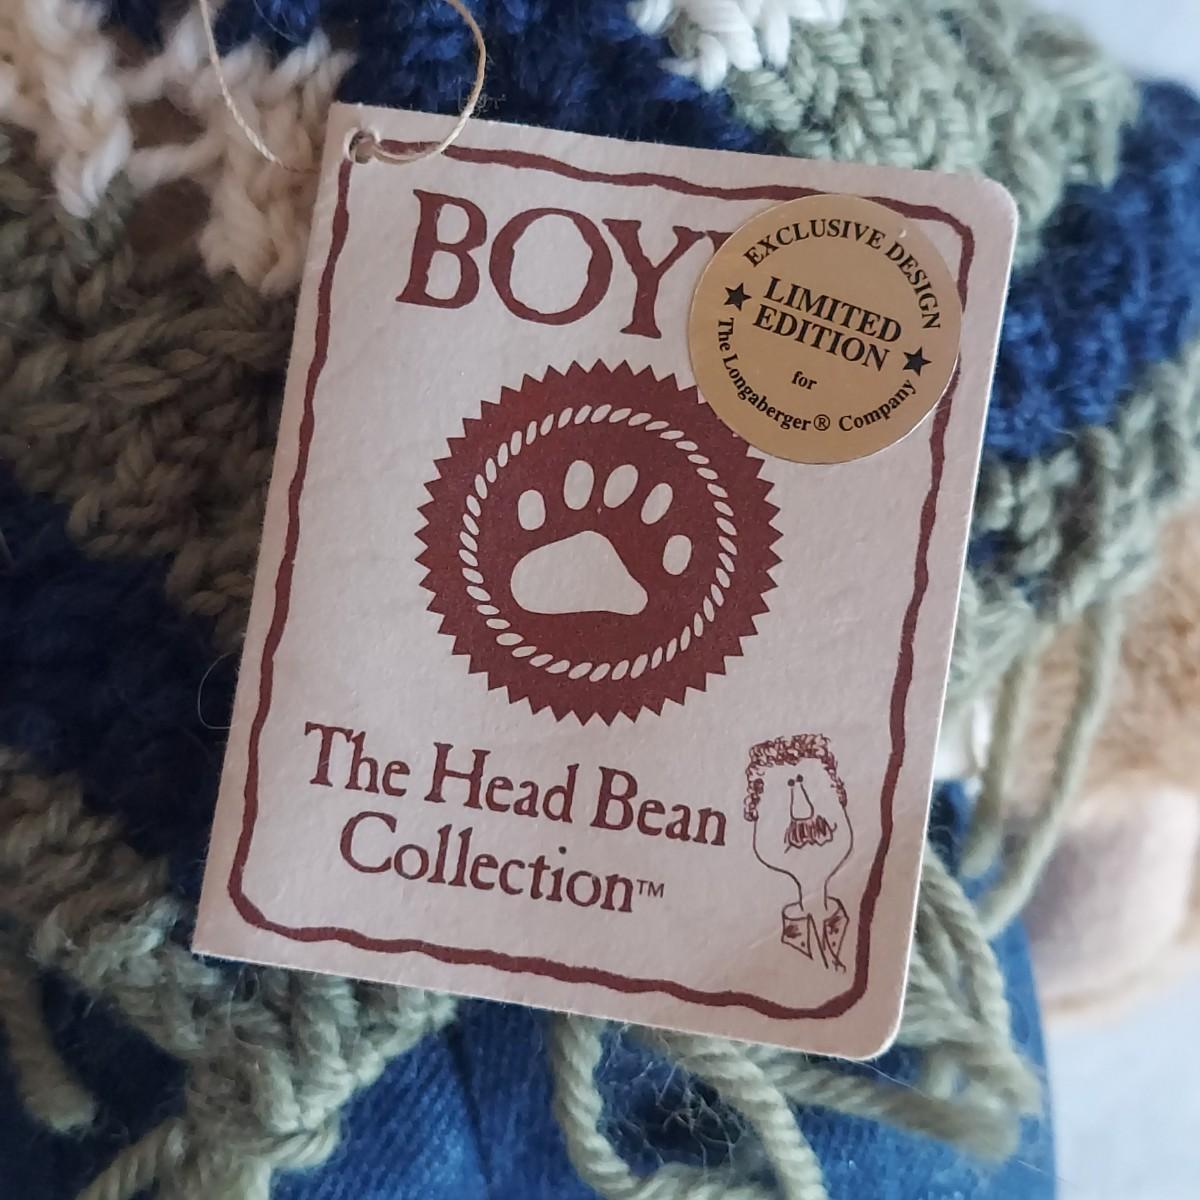 BOY
EXCLUSIVE DESIGN
LIMITED
EDITION
for
The Longaberger® Company
The Head Bean
Collection™